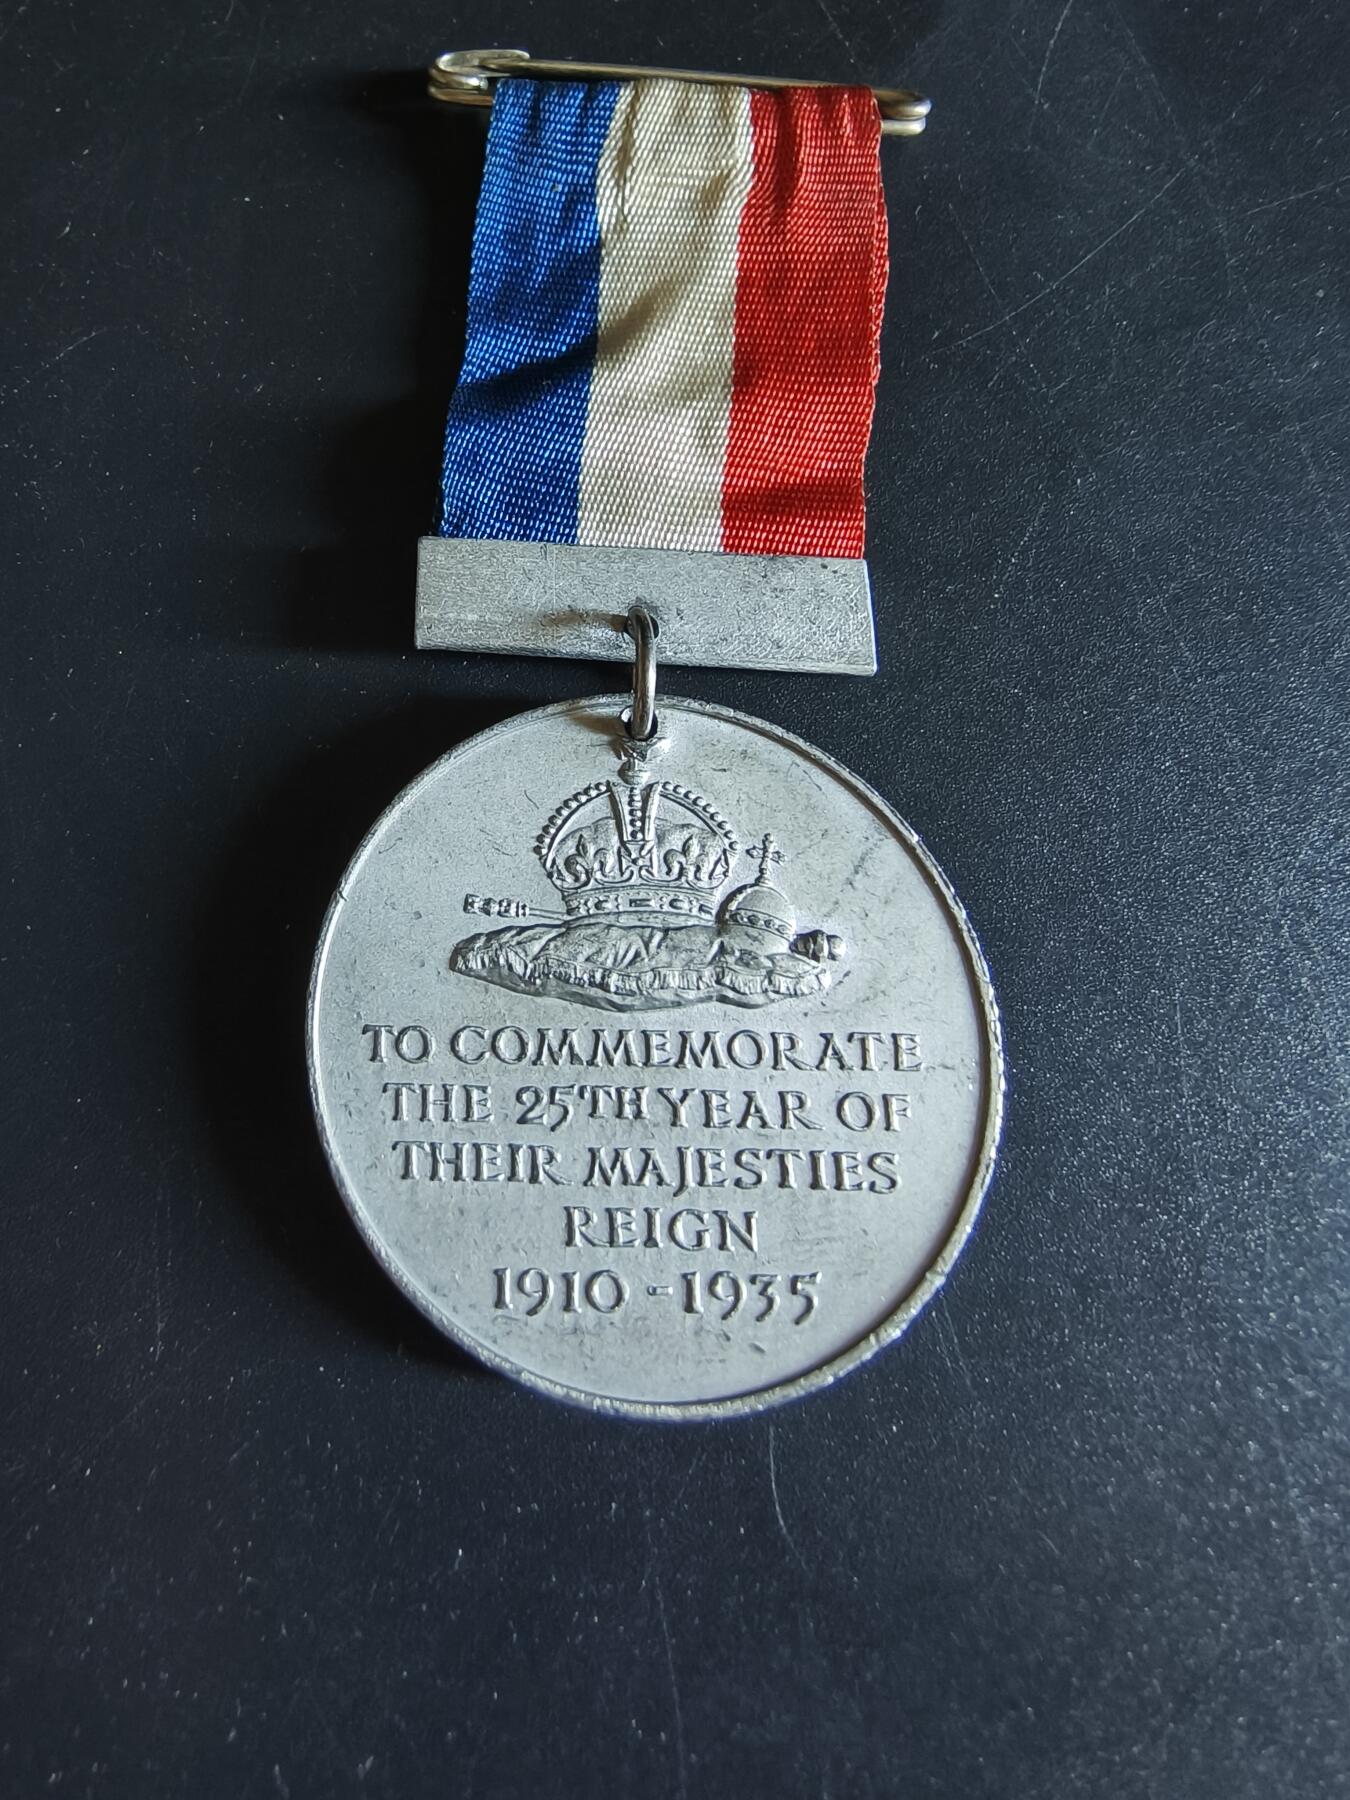 TO COMMEMORATE
THE 25TH YEAR OF
THEIR MAJESTIES
REIGN
1910-1935